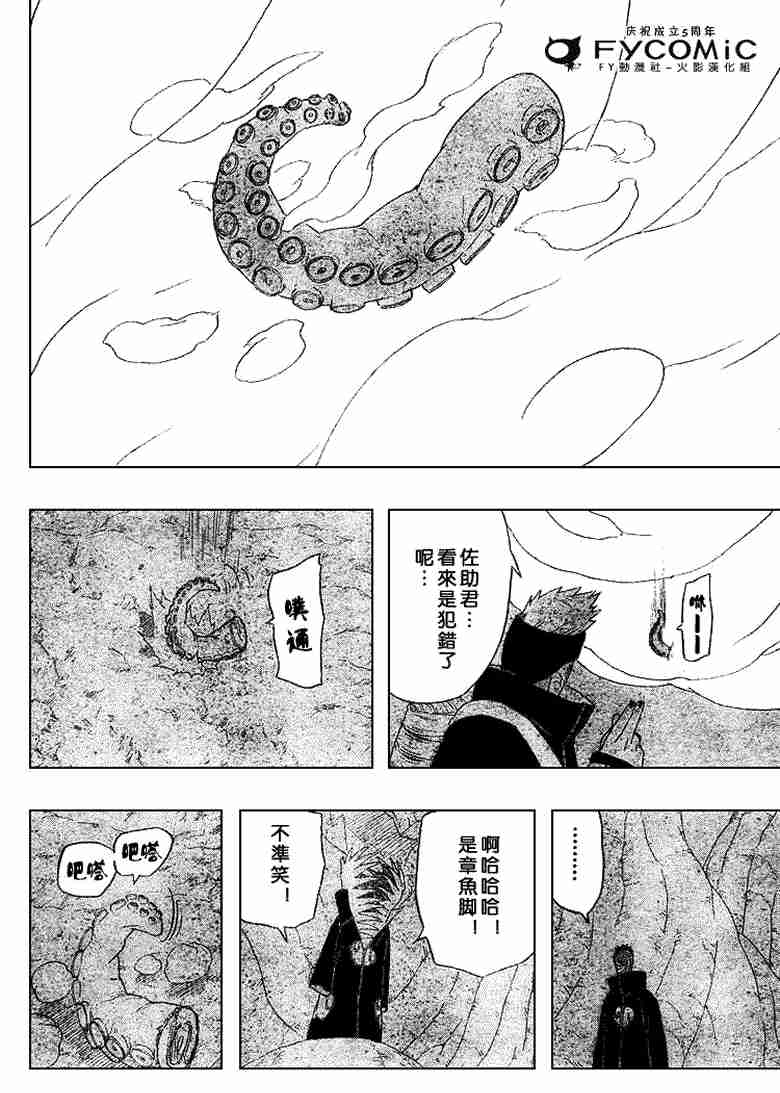 庆祝成立5周年
FYCOMiC
FY動漫社-火影漢化組
咻——
佐助君…
看來是犯錯了
呢…
噗通
………
啊哈哈哈！
是章魚脚！
不準笑！
吧嗒
吧嗒